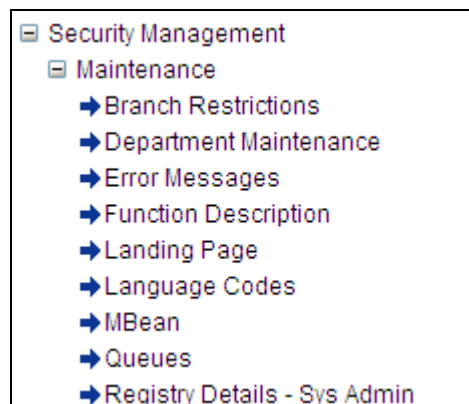 Security Management
Maintenance
Branch Restrictions
Department Maintenance
Error Messages
Function Description
Landing Page
Language Codes
MBean
Queues
Registry Details - Sys Admin